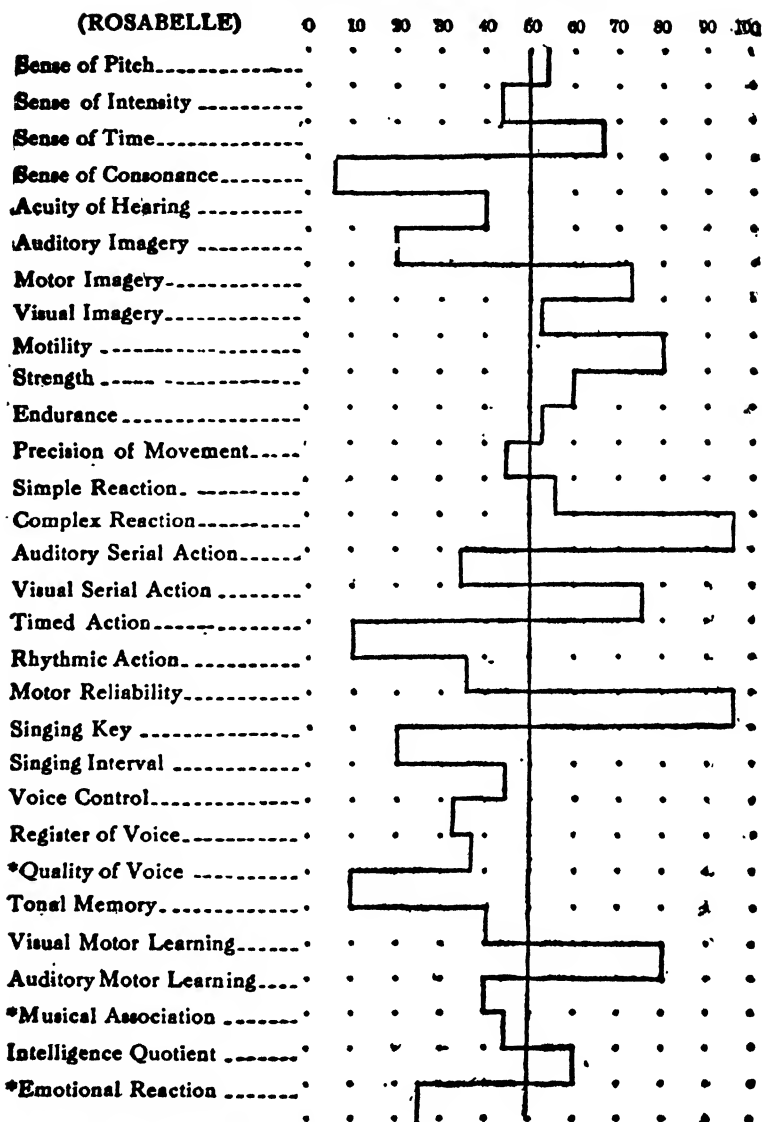 (ROSABELLE) 0 10 20 30 40 50 60 70 80 90 100
Sense of Pitch
Sense of Intensity
Sense of Time
Sense of Consonance
Acuity of Hearing
Auditory Imagery
Motor Imagery
Visual Imagery
Motility
Strength
Endurance
Precision of Movement
Simple Reaction
Complex Reaction
Auditory Serial Action
Visual Serial Action
Timed Action
Rhythmic Action
Motor Reliability
Singing Key
Singing Interval
Voice Control
Register of Voice
*Quality of Voice
Tonal Memory
Visual Motor Learning
Auditory Motor Learning
*Musical Association
Intelligence Quotient
*Emotional Reaction